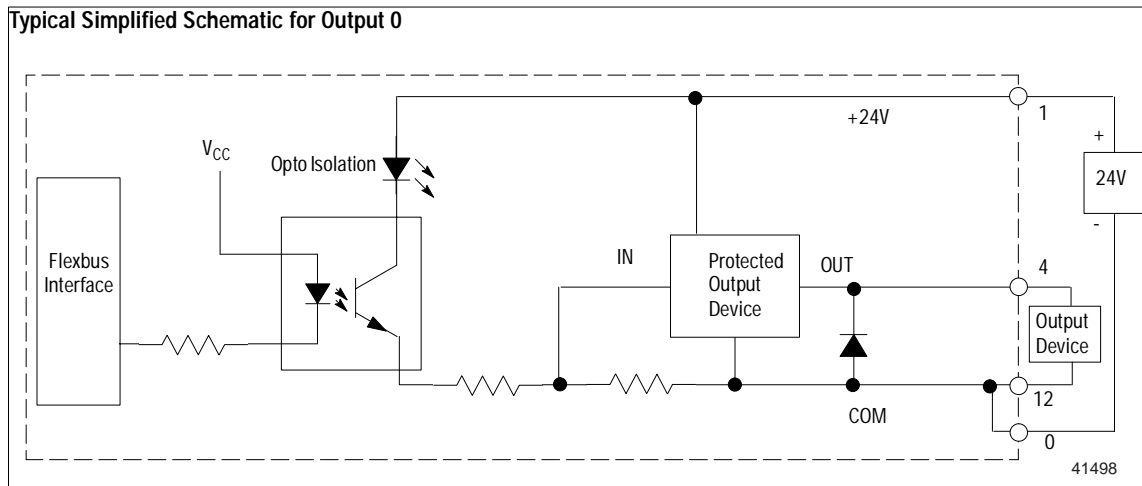 Typical Simplified Schematic for Output 0
+24V
1
VCC
Opto Isolation
+
24V
-
Flexbus
Interface
IN
Protected
Output
Device
OUT
4
Output
Device
COM
12
0
41498